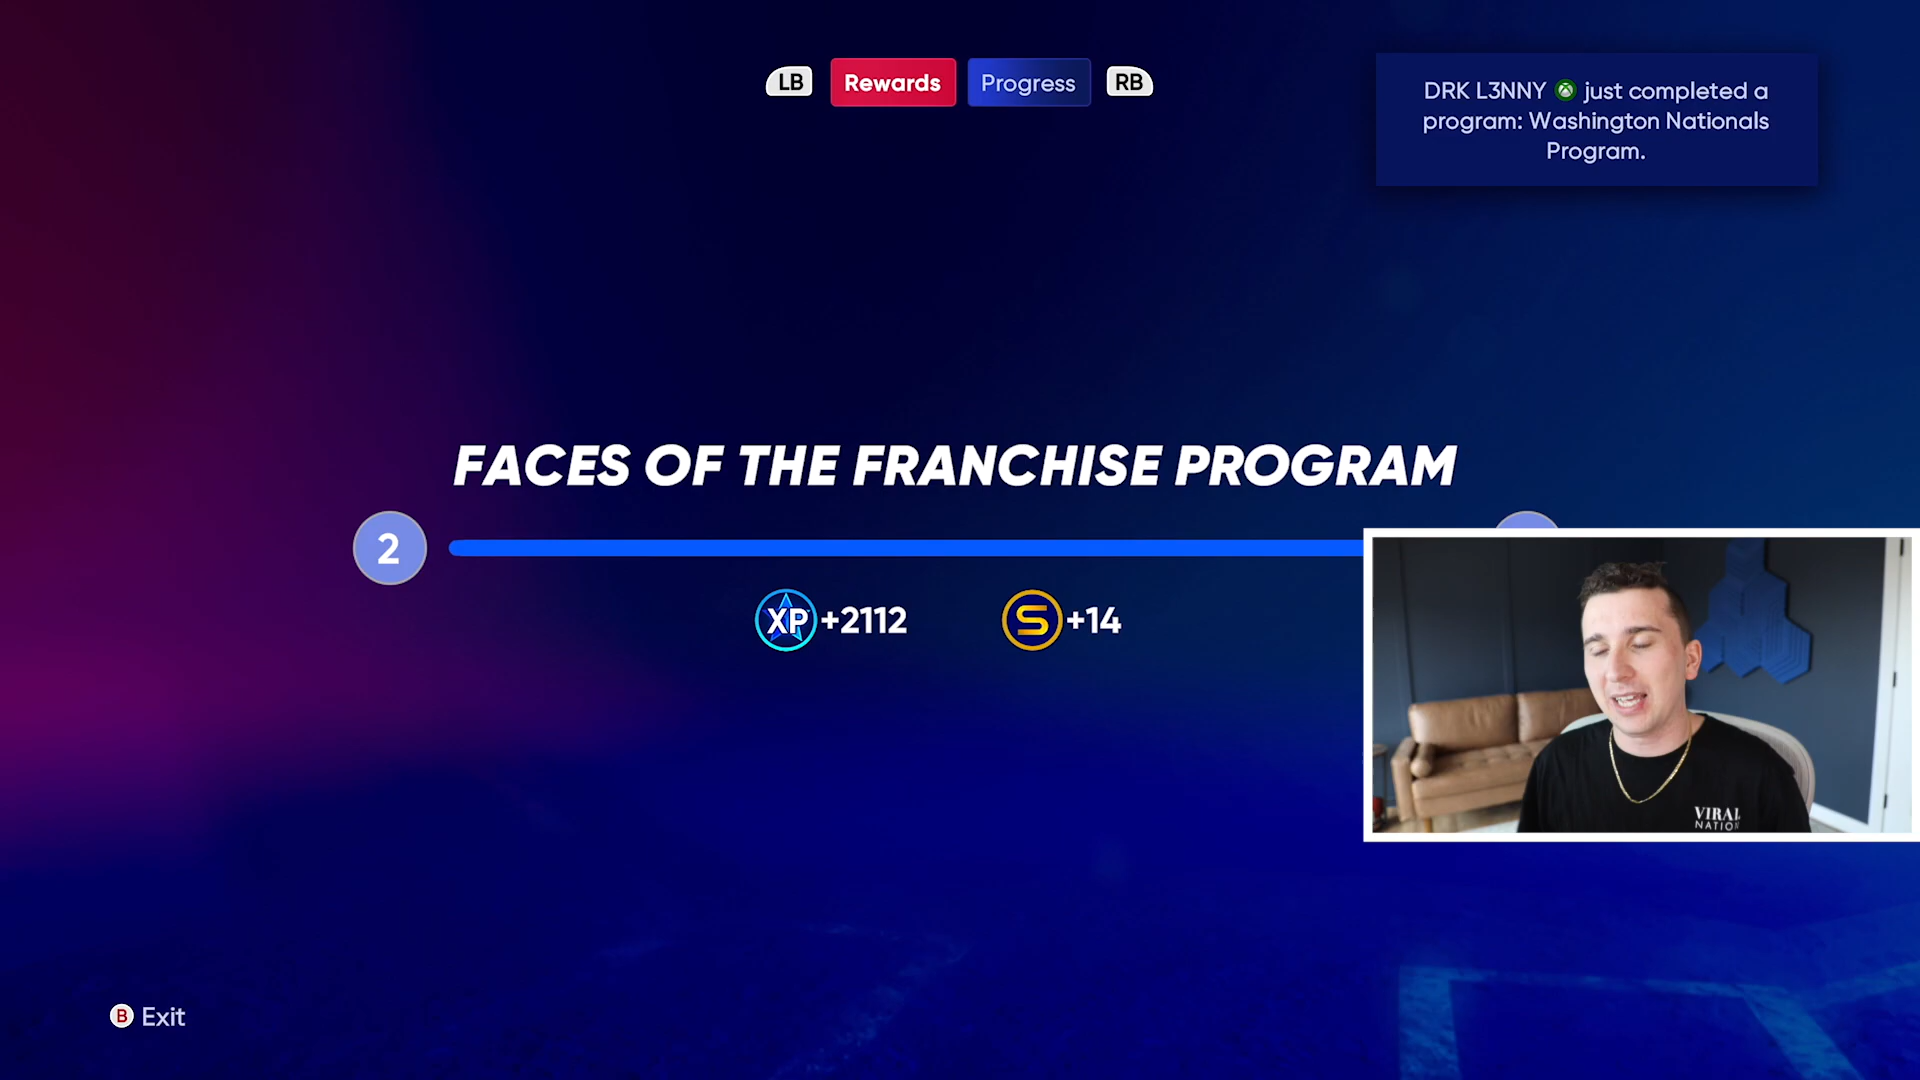 LB Rewards Progress RB
DRK L3NNY just completed a
program: Washington Nationals
Program.
FACES OF THE FRANCHISE PROGRAM
2
XP +2112 S +14
VIRAL
NATION
B Exit